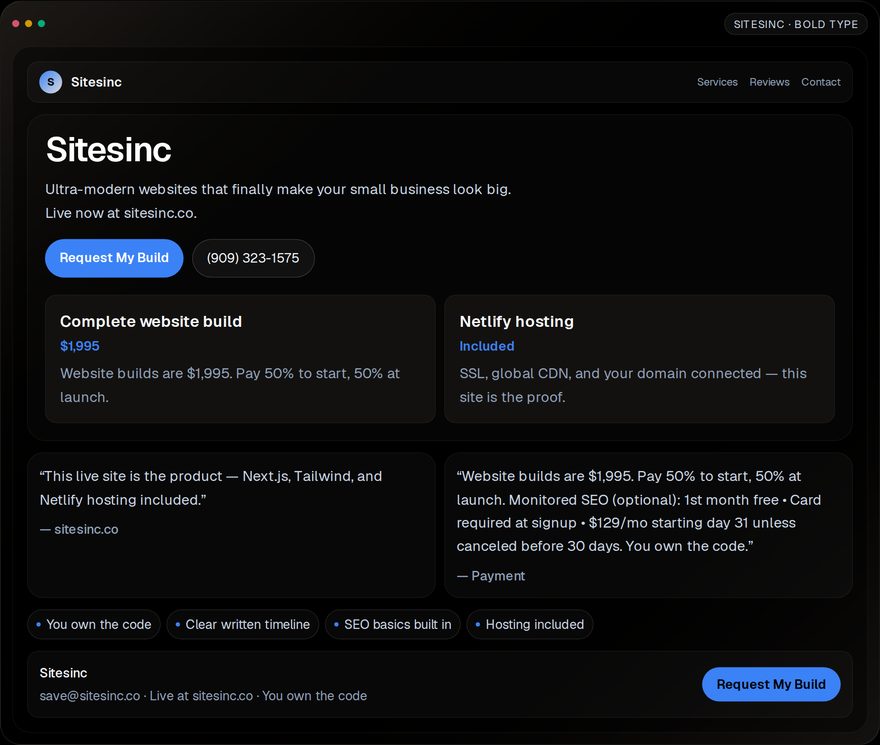 SITESINC · BOLD TYPE
S
Sitesinc
Services
Reviews
Contact
Sitesinc
Ultra-modern websites that finally make your small business look big.
Live now at sitesinc.co.
Request My Build
(909) 323-1575
Complete website build
$1,995
Website builds are $1,995. Pay 50% to start, 50% at
launch.
Netlify hosting
Included
SSL, global CDN, and your domain connected — this
site is the proof.
“This live site is the product — Next.js, Tailwind, and
Netlify hosting included.”
— sitesinc.co
“Website builds are $1,995. Pay 50% to start, 50% at
launch. Monitored SEO (optional): 1st month free • Card
required at signup • $129/mo starting day 31 unless
canceled before 30 days. You own the code.”
— Payment
• You own the code
• Clear written timeline
• SEO basics built in
• Hosting included
Sitesinc
save@sitesinc.co · Live at sitesinc.co · You own the code
Request My Build